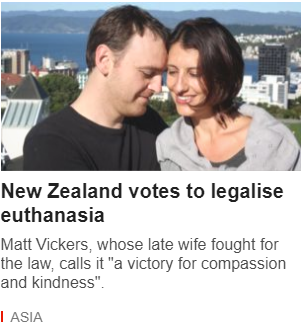 New Zealand votes to legalise
euthanasia
Matt Vickers, whose late wife fought for
the law, calls it "a victory for compassion
and kindness".
ASIA